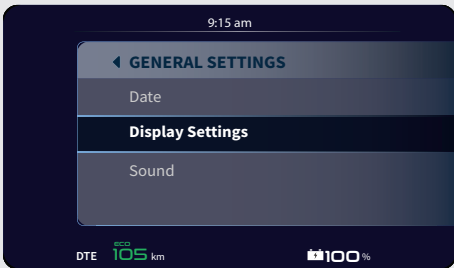 9:15 am
GENERAL SETTINGS
Date
Display Settings
Sound
ECO
DTE 105 km 100 %